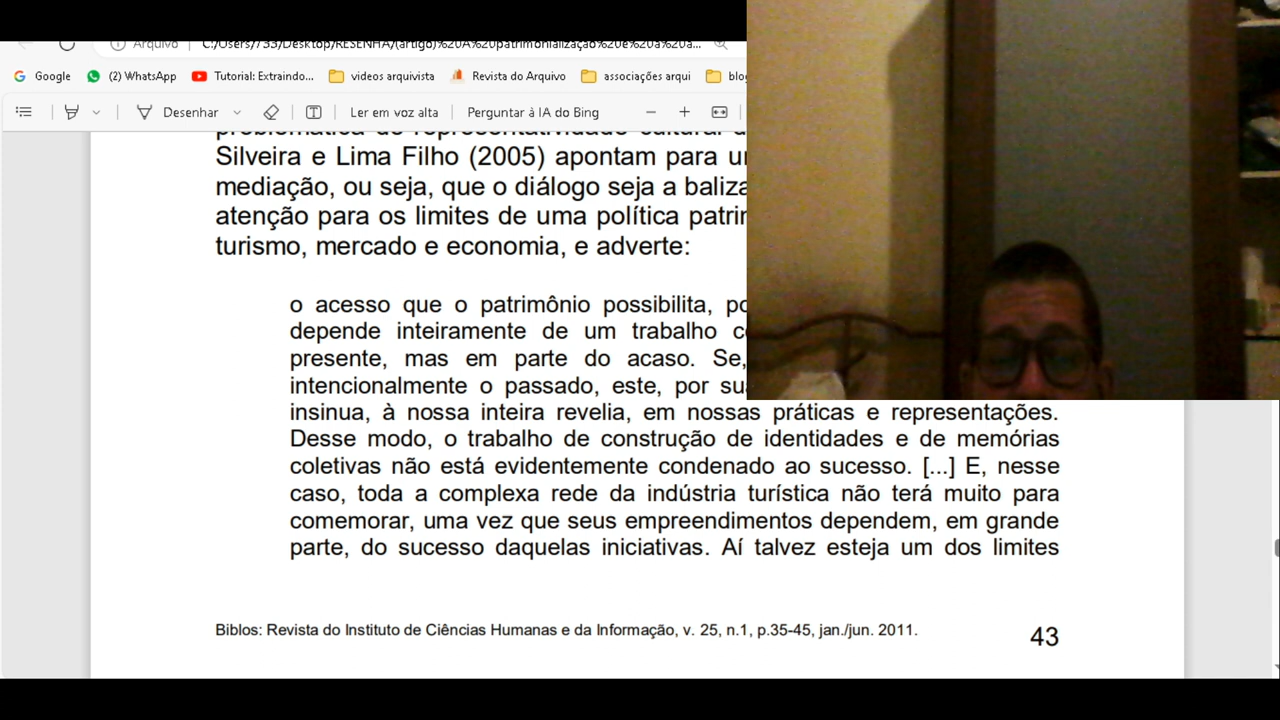 Arquivo
C:/Users/733/Desktop/RESENHA/(artigo)%20A%20patrimonialização%20e%20a%20a...
Google
(2) WhatsApp
Tutorial: Extraindo...
videos arquivista
Revista do Arquivo
associações arqui
Desenhar
Ler em voz alta
Perguntar à IA do Bing
problemática de representatividade cultural
Silveira e Lima Filho (2005) apontam para
mediação, ou seja, que o diálogo seja a
atenção para os limites de uma política
turismo, mercado e economia, e adverte:
o acesso que o patrimônio possibilita,
depende inteiramente de um trabalho
presente, mas em parte do acaso. Se,
intencionalmente o passado, este, por
insinua, à nossa inteira revelia, em nossas práticas e representações.
Desse modo, o trabalho de construção de identidades e de memórias
coletivas não está evidentemente condenado ao sucesso. [...] E, nesse
caso, toda a complexa rede da indústria turística não terá muito para
comemorar, uma vez que seus empreendimentos dependem, em grande
parte, do sucesso daquelas iniciativas. Aí talvez esteja um dos limites
Biblos: Revista do Instituto de Ciências Humanas e da Informação, v. 25, n.1, p.35-45, jan./jun. 2011.
43